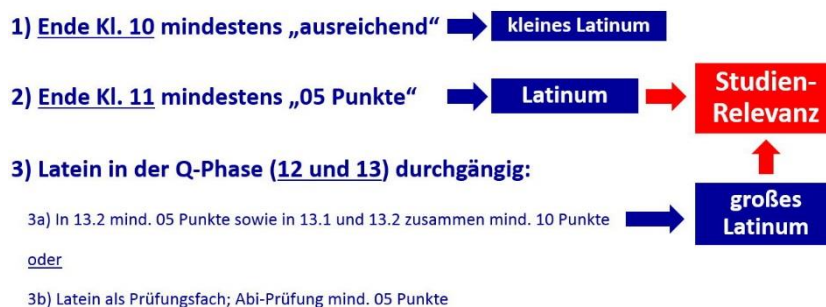 1) Ende Kl. 10 mindestens „ausreichend“ kleines Latinum
2) Ende Kl. 11 mindestens „05 Punkte“ Latinum
Studien-
Relevanz
3) Latein in der Q-Phase (12 und 13) durchgängig:
3a) In 13.2 mind. 05 Punkte sowie in 13.1 und 13.2 zusammen mind. 10 Punkte
großes
Latinum
oder
3b) Latein als Prüfungsfach; Abi-Prüfung mind. 05 Punkte